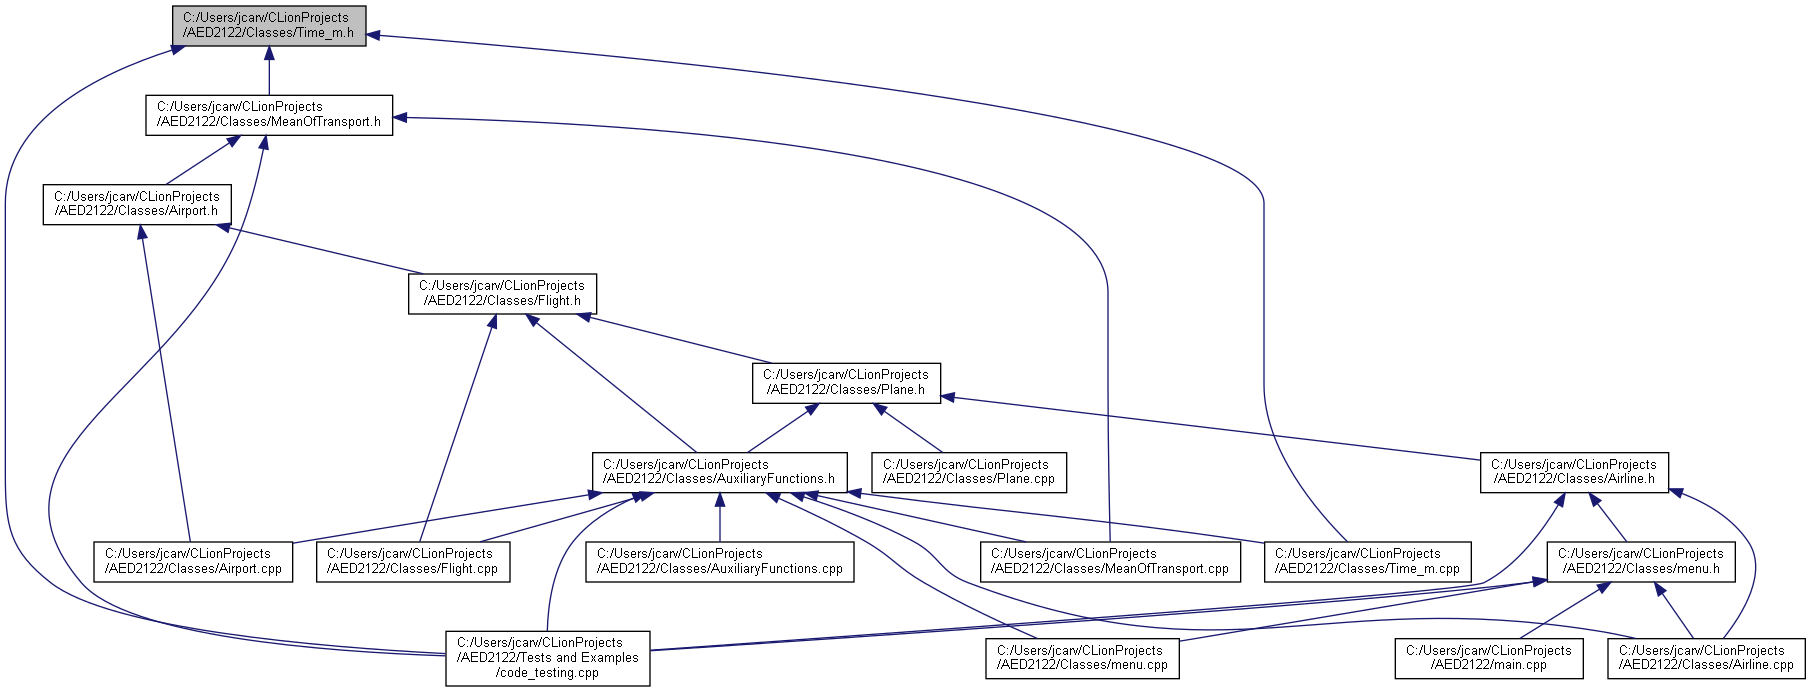 C:/Users/jcarv/CLionProjects
/AED2122/Classes/Time_m.h
C:/Users/jcarv/CLionProjects
/AED2122/Classes/MeanOfTransport.h
C:/Users/jcarv/CLionProjects
/AED2122/Classes/Airport.h
C:/Users/jcarv/CLionProjects
/AED2122/Classes/Flight.h
C:/Users/jcarv/CLionProjects
/AED2122/Classes/Plane.h
C:/Users/jcarv/CLionProjects
/AED2122/Classes/AuxiliaryFunctions.h
C:/Users/jcarv/CLionProjects
/AED2122/Classes/Plane.cpp
C:/Users/jcarv/CLionProjects
/AED2122/Classes/Airline.h
C:/Users/jcarv/CLionProjects
/AED2122/Classes/Airport.cpp
C:/Users/jcarv/CLionProjects
/AED2122/Classes/Flight.cpp
C:/Users/jcarv/CLionProjects
/AED2122/Classes/AuxiliaryFunctions.cpp
C:/Users/jcarv/CLionProjects
/AED2122/Classes/MeanOfTransport.cpp
C:/Users/jcarv/CLionProjects
/AED2122/Classes/Time_m.cpp
C:/Users/jcarv/CLionProjects
/AED2122/Classes/menu.h
C:/Users/jcarv/CLionProjects
/AED2122/Tests and Examples
/code_testing.cpp
C:/Users/jcarv/CLionProjects
/AED2122/Classes/menu.cpp
C:/Users/jcarv/CLionProjects
/AED2122/main.cpp
C:/Users/jcarv/CLionProjects
/AED2122/Classes/Airline.cpp